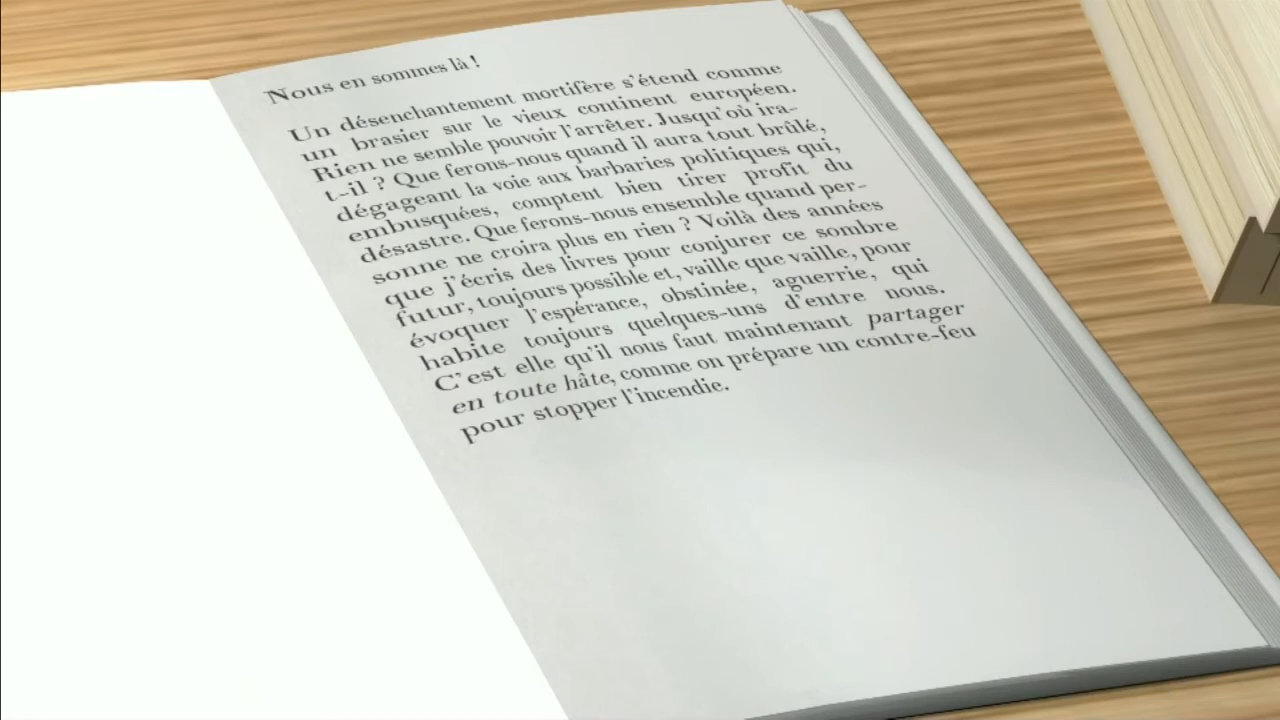 Nous en sommes là !
Un désenchantement mortifère s'étend comme
un brasier sur le vieux continent européen.
Rien ne semble pouvoir l'arrêter. Jusqu'où ira-
t-il ? Que ferons-nous quand il aura tout brûlé,
dégageant la voie aux barbaries politiques qui,
embusquées, comptent bien tirer profit du
désastre. Que ferons-nous ensemble quand per-
sonne ne croira plus en rien ? Voilà des années
que j'écris des livres pour conjurer ce sombre
futur, toujours possible et, vaille que vaille, pour
évoquer l'espérance, obstinée, aguerrie, qui
habite toujours quelques-uns d'entre nous.
C'est elle qu'il nous faut maintenant partager
en toute hâte, comme on prépare un contre-feu
pour stopper l'incendie.